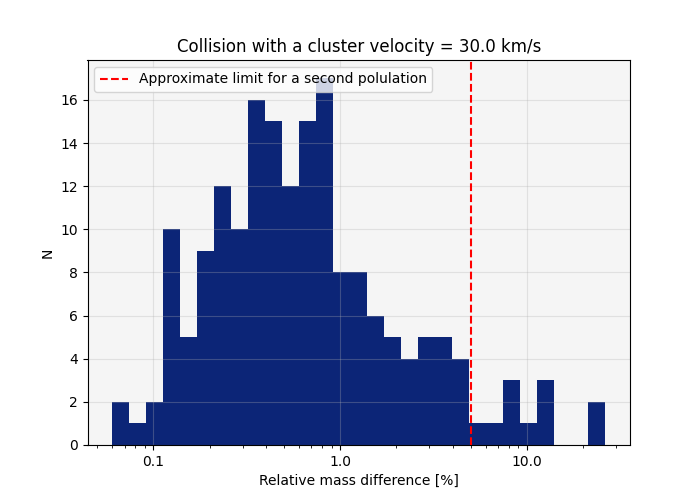 Collision with a cluster velocity = 30.0 km/s
Approximate limit for a second polulation
16
14
12
10
8
6
4
2
0
N
0.1 1.0 10.0
Relative mass difference [%]